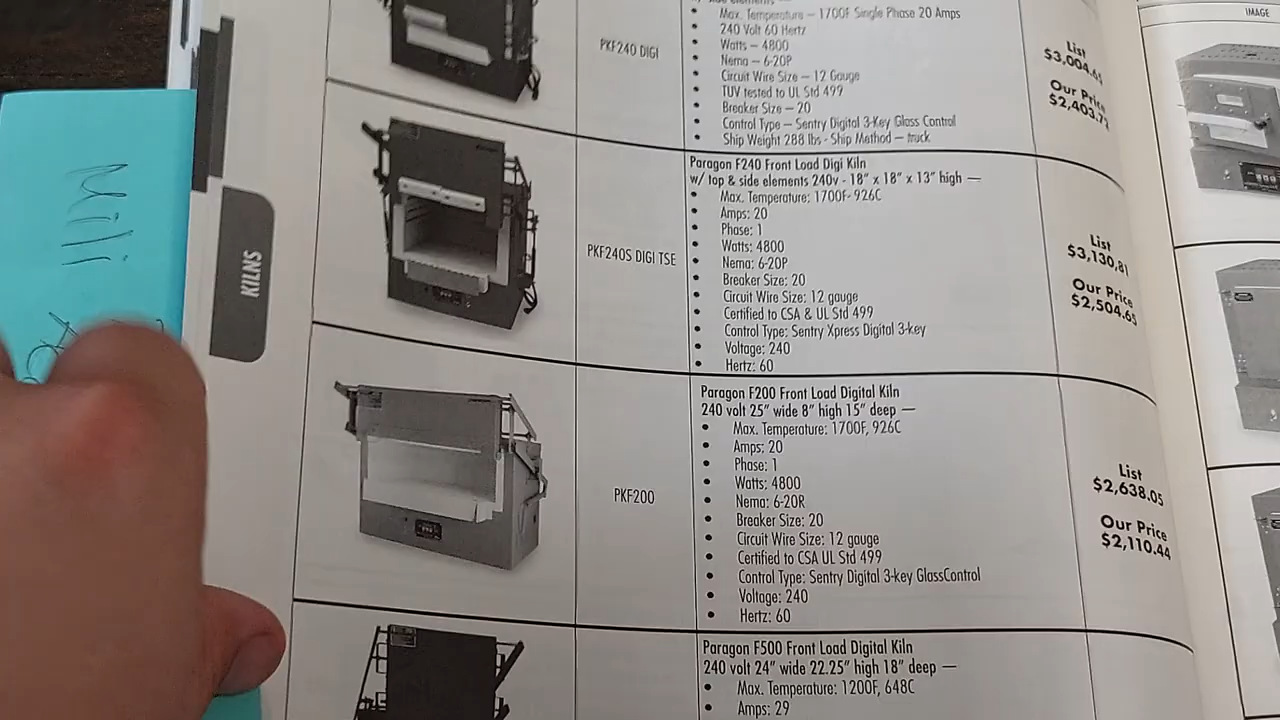 IMAGE
Max. Temperature – 1700F Single Phase 20 Amps
240 Volt 60 Hertz
Watts – 4800
Nema – 6-20P
Circuit Wire Size – 12 Gauge
TUV tested to UL Std 499
Breaker Size – 20
Control Type – Sentry Digital 3-Key Glass Control
Ship Weight 288 lbs - Ship Method – truck
PKF240 DIGI
List
Our Price
Paragon F240 Front Load Digi Kiln
w/ top & side elements 240v - 18" x 18" x 13" high —
Max. Temperature: 1700F- 926C
Amps: 20
Phase: 1
Watts: 4800
Nema: 6-20P
Breaker Size: 20
Circuit Wire Size: 12 gauge
Certified to CSA & UL Std 499
Control Type: Sentry Xpress Digital 3-key
Voltage: 240
Hertz: 60
PKF240S DIGI TSE
List
$3,130.81
Our Price
$2,504.65
KILNS
Mili
Paragon F200 Front Load Digital Kiln
240 volt 25" wide 8" high 15" deep —
Max. Temperature: 1700F, 926C
Amps: 20
Phase: 1
Watts: 4800
Nema: 6-20R
Breaker Size: 20
Circuit Wire Size: 12 gauge
Certified to CSA UL Std 499
Control Type: Sentry Digital 3-key GlassControl
Voltage: 240
Hertz: 60
PKF200
List
$2,638.05
Our Price
$2,110.44
Paragon F500 Front Load Digital Kiln
240 volt 24" wide 22.25" high 18" deep —
Max. Temperature: 1200F, 648C
Amps: 29